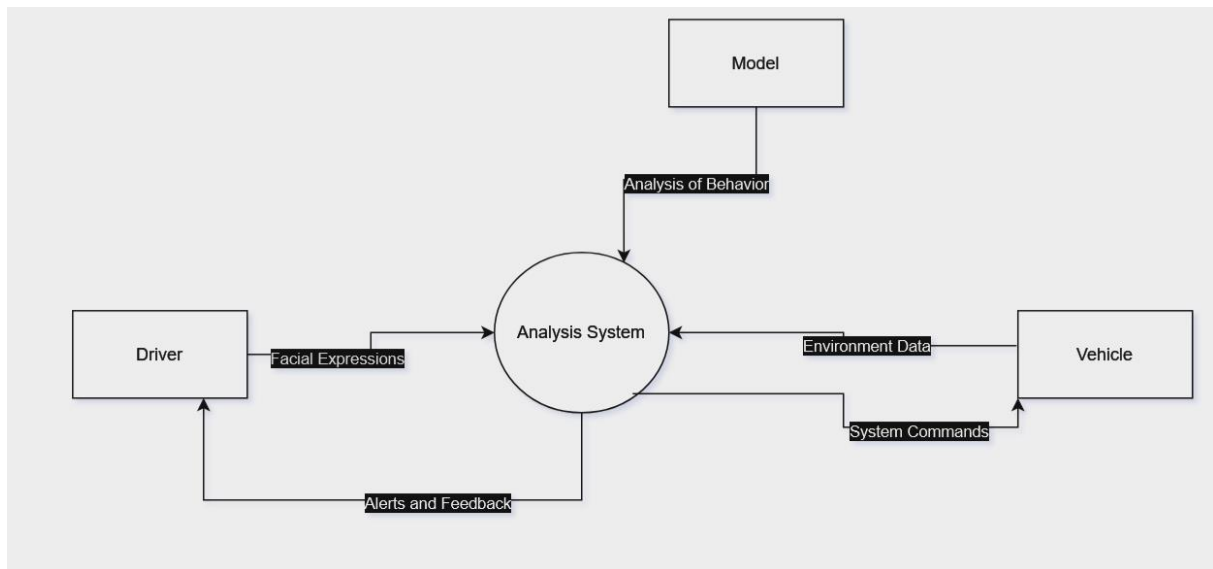 Model
Analysis of Behavior
Analysis System
Driver
Facial Expressions
Environment Data
Vehicle
System Commands
Alerts and Feedback